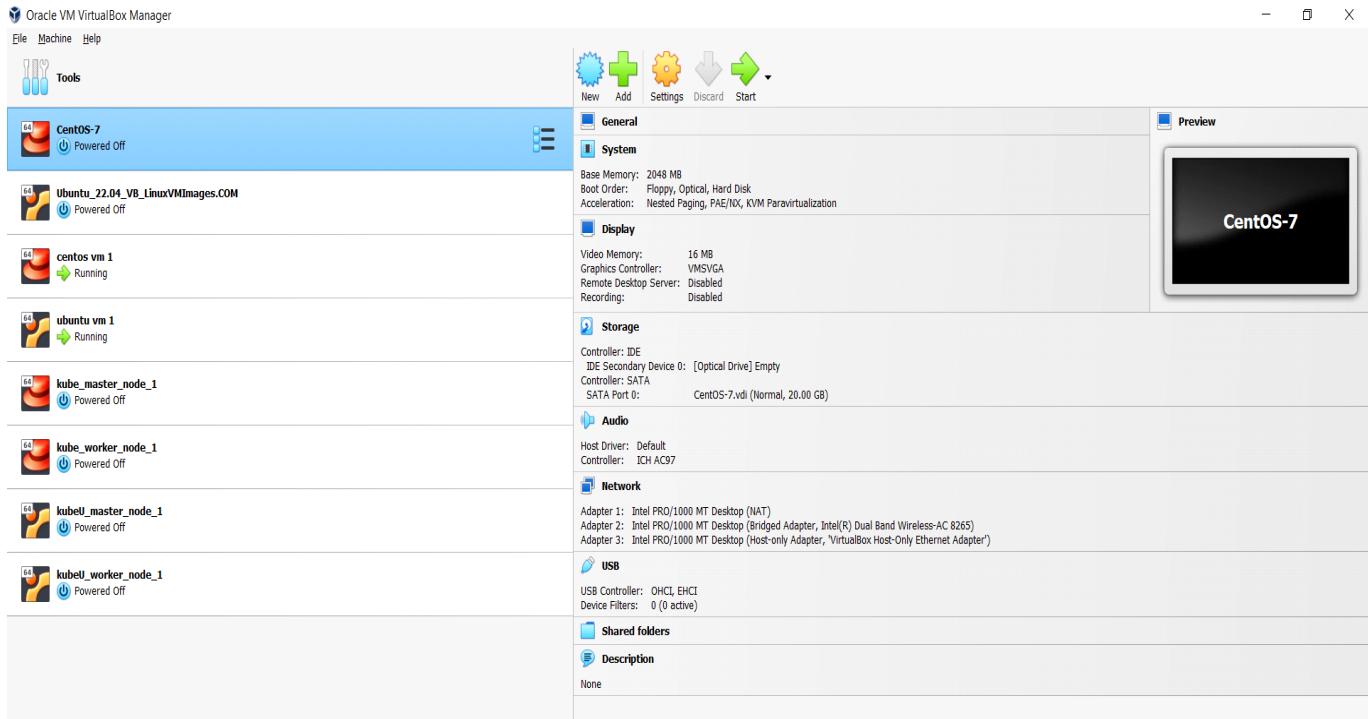 Oracle VM VirtualBox Manager
File Machine Help
Tools
New Add Settings Discard Start
64 CentOS-7
Powered Off
64 Ubuntu_22.04_VB_LinuxVMImages.COM
Powered Off
64 centos vm 1
Running
64 ubuntu vm 1
Running
64 kube_master_node_1
Powered Off
64 kube_worker_node_1
Powered Off
64 kubeU_master_node_1
Powered Off
64 kubeU_worker_node_1
Powered Off
General
System
Base Memory: 2048 MB
Boot Order: Floppy, Optical, Hard Disk
Acceleration: Nested Paging, PAE/NX, KVM Paravirtualization
Display
Video Memory: 16 MB
Graphics Controller: VMSVGA
Remote Desktop Server: Disabled
Recording: Disabled
Storage
Controller: IDE
IDE Secondary Device 0: [Optical Drive] Empty
Controller: SATA
SATA Port 0: CentOS-7.vdi (Normal, 20.00 GB)
Audio
Host Driver: Default
Controller: ICH AC97
Network
Adapter 1: Intel PRO/1000 MT Desktop (NAT)
Adapter 2: Intel PRO/1000 MT Desktop (Bridged Adapter, Intel(R) Dual Band Wireless-AC 8265)
Adapter 3: Intel PRO/1000 MT Desktop (Host-only Adapter, 'VirtualBox Host-Only Ethernet Adapter')
USB
USB Controller: OHCI, EHCI
Device Filters: 0 (0 active)
Shared folders
Description
None
Preview
CentOS-7